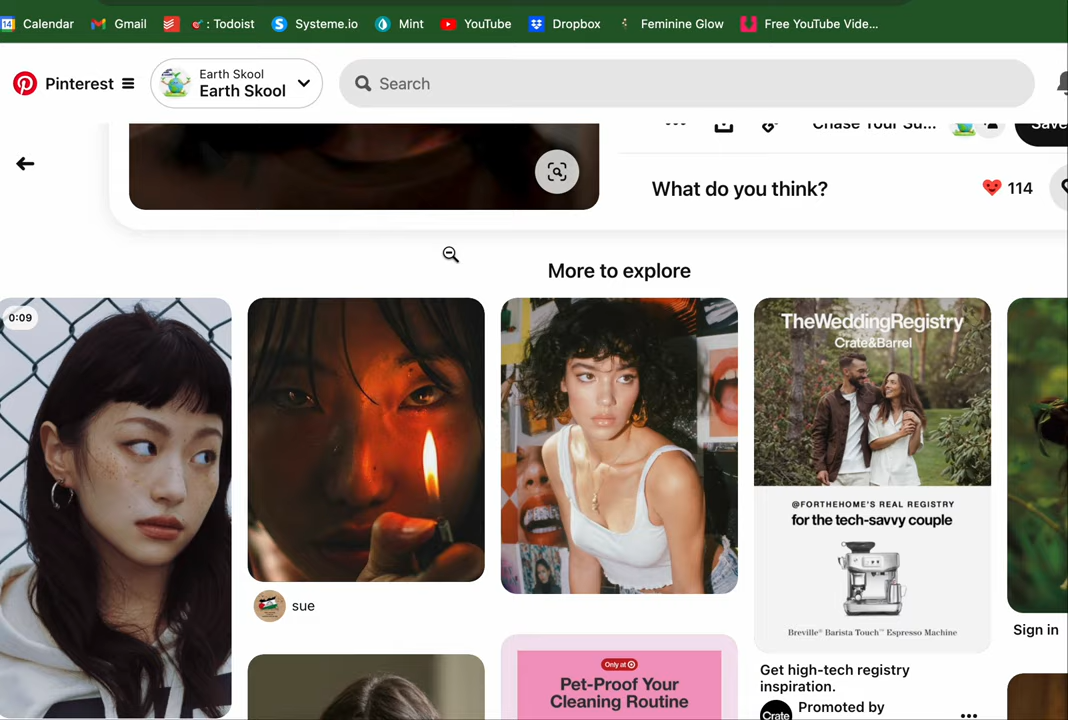 14 Calendar Gmail : Todoist Systeme.io Mint YouTube Dropbox Feminine Glow Free YouTube Vide...
Pinterest
Earth Skool
Earth Skool
Search
Chase Your Su...
Save
What do you think?
114
More to explore
0:09
TheWeddingRegistry
Crate&Barrel
@FORTHEHOME'S REAL REGISTRY
for the tech-savvy couple
Breville® Barista Touch™ Espresso Machine
sue
Sign in
Only at
Pet-Proof Your
Cleaning Routine
Get high-tech registry
inspiration.
Crate
Promoted by